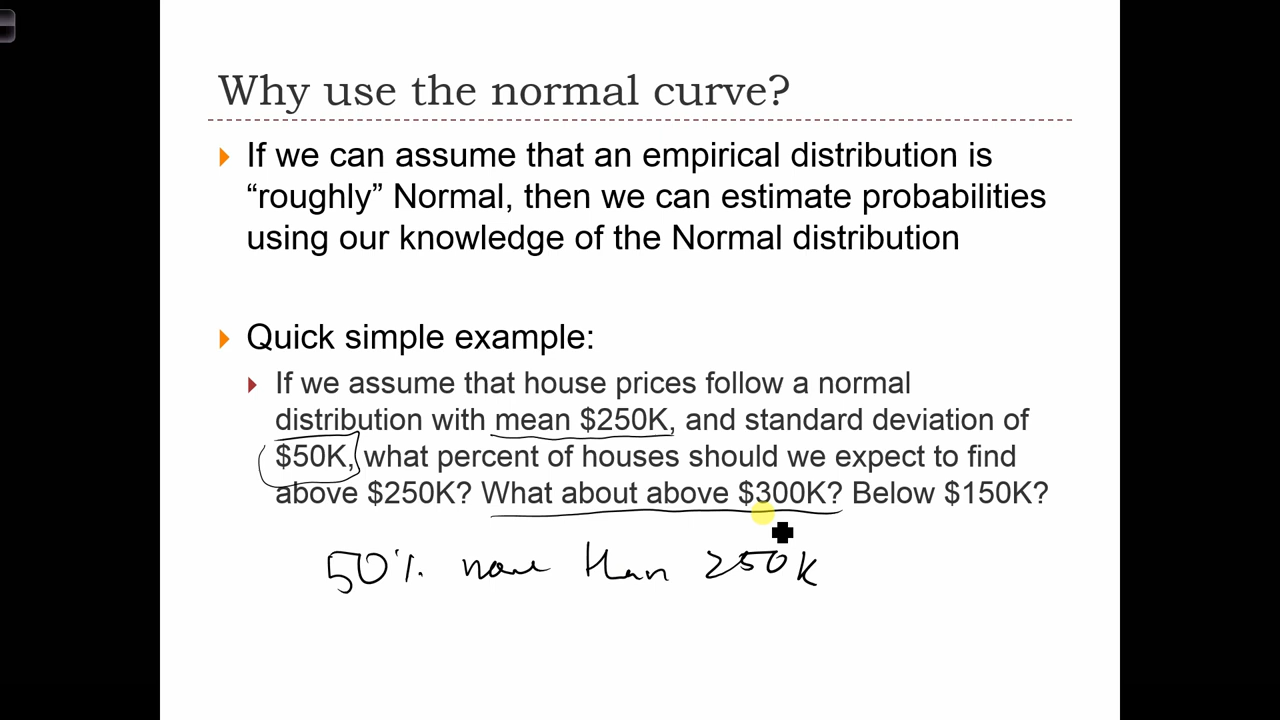 Why use the normal curve?
If we can assume that an empirical distribution is
“roughly” Normal, then we can estimate probabilities
using our knowledge of the Normal distribution
Quick simple example:
If we assume that house prices follow a normal
distribution with mean $250K, and standard deviation of
$50K, what percent of houses should we expect to find
above $250K? What about above $300K? Below $150K?
50% more than 250K